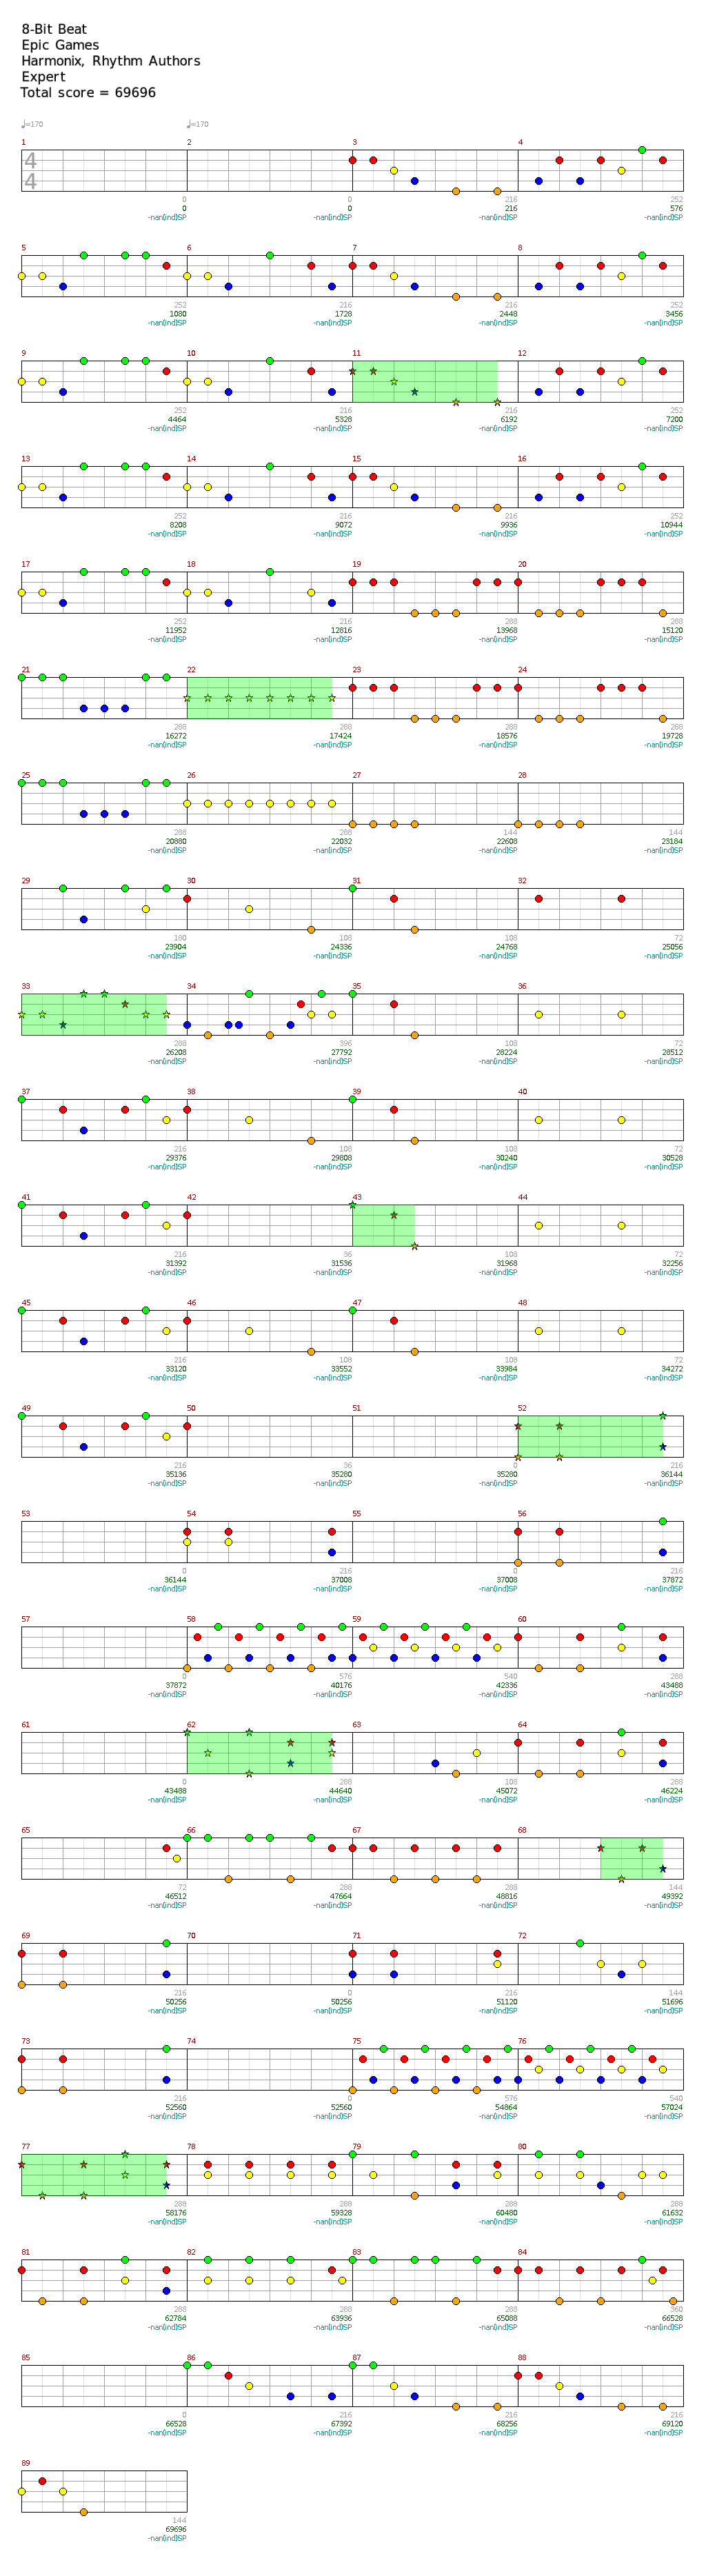 8-Bit Beat
Epic Games
Harmonix, Rhythm Authors
Expert
Total score = 69696
♩=170 ♩=170
1 2 3 4
4
4
0 0 216 252
0 0 216 576
-nan(ind)SP -nan(ind)SP -nan(ind)SP -nan(ind)SP
5 6 7 8
252 216 216 252
1080 1728 2448 3456
-nan(ind)SP -nan(ind)SP -nan(ind)SP -nan(ind)SP
9 10 11 12
252 216 216 252
4464 5328 6192 7200
-nan(ind)SP -nan(ind)SP -nan(ind)SP -nan(ind)SP
13 14 15 16
252 216 216 252
8208 9072 9936 10944
-nan(ind)SP -nan(ind)SP -nan(ind)SP -nan(ind)SP
17 18 19 20
252 216 288 288
11952 12816 13968 15120
-nan(ind)SP -nan(ind)SP -nan(ind)SP -nan(ind)SP
21 22 23 24
288 288 288 288
16272 17424 18576 19728
-nan(ind)SP -nan(ind)SP -nan(ind)SP -nan(ind)SP
25 26 27 28
288 288 144 144
20880 22032 22608 23184
-nan(ind)SP -nan(ind)SP -nan(ind)SP -nan(ind)SP
29 30 31 32
180 108 108 72
23904 24336 24768 25056
-nan(ind)SP -nan(ind)SP -nan(ind)SP -nan(ind)SP
33 34 35 36
288 396 108 72
26208 27792 28224 28512
-nan(ind)SP -nan(ind)SP -nan(ind)SP -nan(ind)SP
37 38 39 40
216 108 108 72
29376 29808 30240 30528
-nan(ind)SP -nan(ind)SP -nan(ind)SP -nan(ind)SP
41 42 43 44
216 36 108 72
31392 31536 31968 32256
-nan(ind)SP -nan(ind)SP -nan(ind)SP -nan(ind)SP
45 46 47 48
216 108 108 72
33120 33552 33984 34272
-nan(ind)SP -nan(ind)SP -nan(ind)SP -nan(ind)SP
49 50 51 52
216 36 0 216
35136 35280 35280 36144
-nan(ind)SP -nan(ind)SP -nan(ind)SP -nan(ind)SP
53 54 55 56
0 216 0 216
36144 37008 37008 37872
-nan(ind)SP -nan(ind)SP -nan(ind)SP -nan(ind)SP
57 58 59 60
0 576 540 288
37872 40176 42336 43488
-nan(ind)SP -nan(ind)SP -nan(ind)SP -nan(ind)SP
61 62 63 64
0 288 108 288
43488 44640 45072 46224
-nan(ind)SP -nan(ind)SP -nan(ind)SP -nan(ind)SP
65 66 67 68
72 288 288 144
46512 47664 48816 49392
-nan(ind)SP -nan(ind)SP -nan(ind)SP -nan(ind)SP
69 70 71 72
216 0 216 144
50256 50256 51120 51696
-nan(ind)SP -nan(ind)SP -nan(ind)SP -nan(ind)SP
73 74 75 76
216 0 576 540
52560 52560 54864 57024
-nan(ind)SP -nan(ind)SP -nan(ind)SP -nan(ind)SP
77 78 79 80
288 288 288 288
58176 59328 60480 61632
-nan(ind)SP -nan(ind)SP -nan(ind)SP -nan(ind)SP
81 82 83 84
288 288 288 360
62784 63936 65088 66528
-nan(ind)SP -nan(ind)SP -nan(ind)SP -nan(ind)SP
85 86 87 88
0 216 216 216
66528 67392 68256 69120
-nan(ind)SP -nan(ind)SP -nan(ind)SP -nan(ind)SP
89
144
69696
-nan(ind)SP